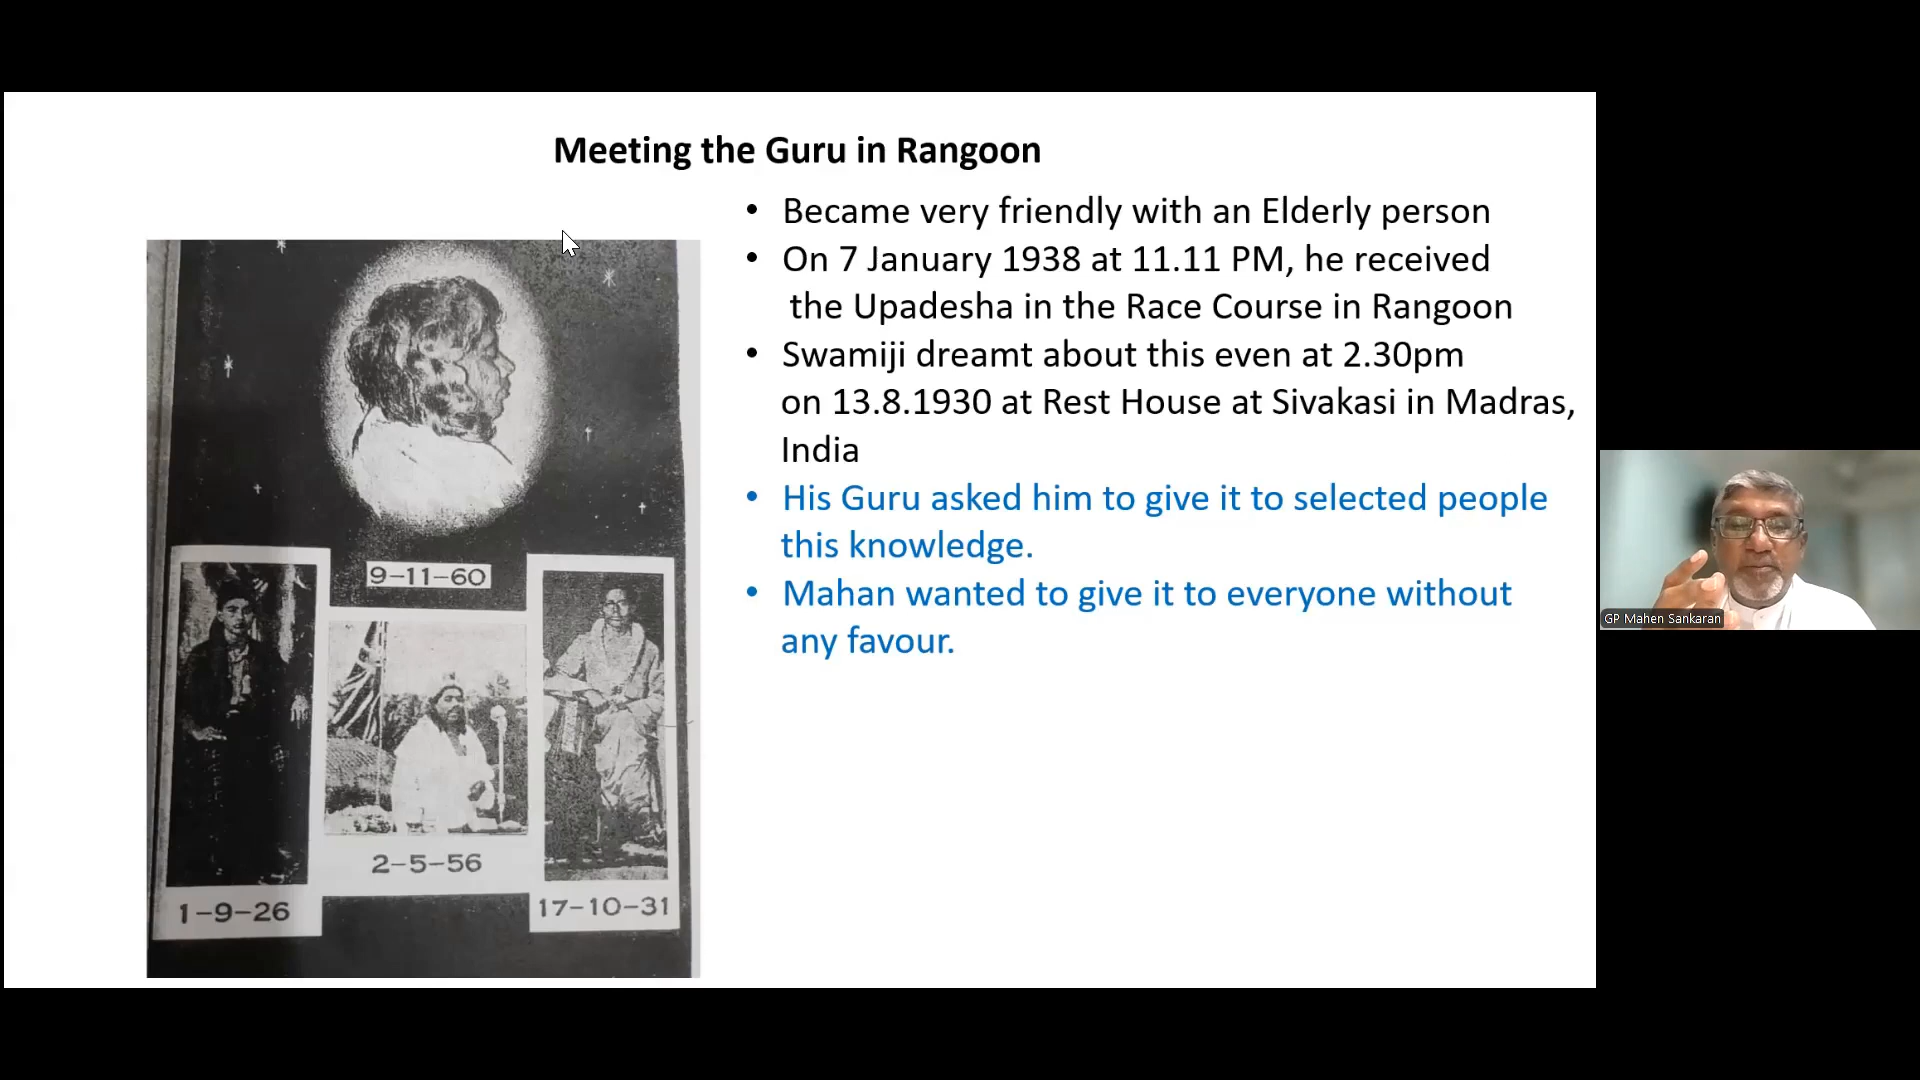 Meeting the Guru in Rangoon
• Became very friendly with an Elderly person
• On 7 January 1938 at 11.11 PM, he received
the Upadesha in the Race Course in Rangoon
• Swamiji dreamt about this even at 2.30pm
on 13.8.1930 at Rest House at Sivakasi in Madras,
India
• His Guru asked him to give it to selected people
this knowledge.
• Mahan wanted to give it to everyone without
any favour.
9-11-60
2-5-56
1-9-26
17-10-31
GP Mahen Sankaran